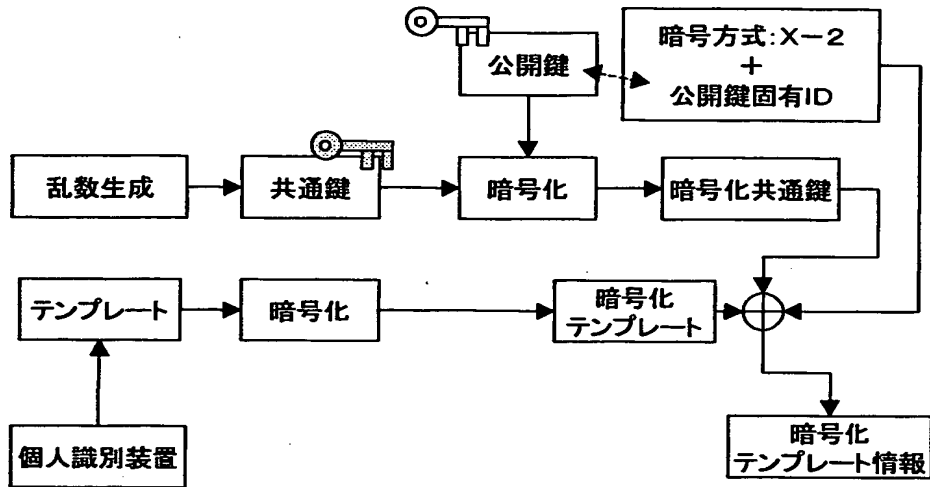 公開鍵
暗号方式:X−2
+
公開鍵固有ID
乱数生成
共通鍵
暗号化
暗号化共通鍵
テンプレート
暗号化
暗号化
テンプレート
個人識別装置
暗号化
テンプレート情報